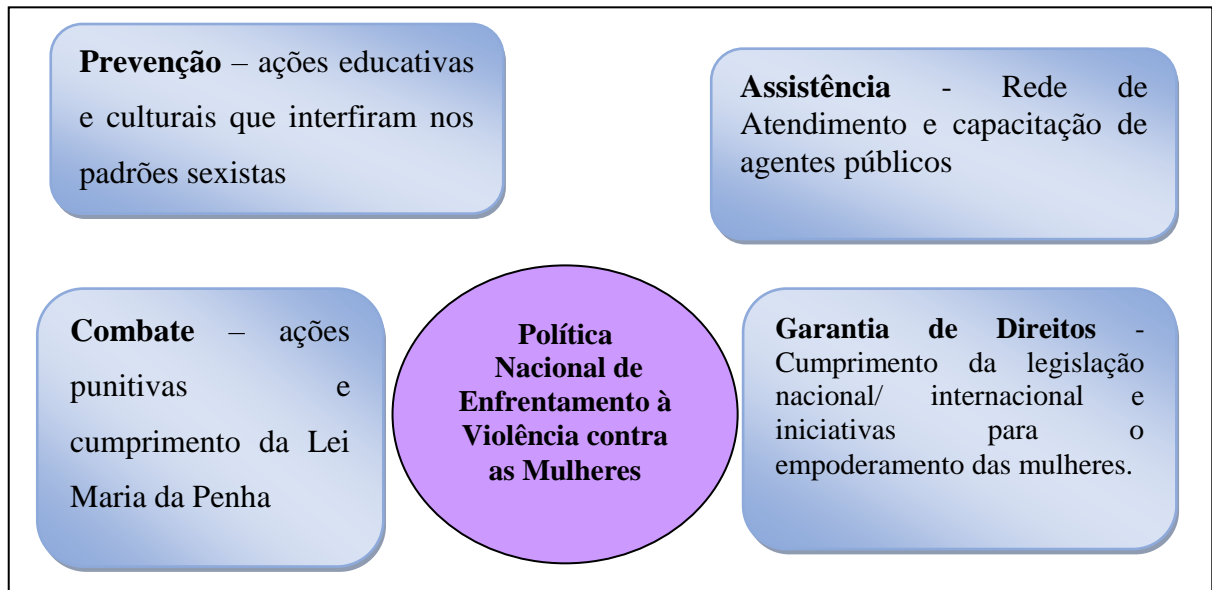 Prevenção – ações educativas
e culturais que interfiram nos
padrões sexistas
Assistência - Rede de
Atendimento e capacitação de
agentes públicos
Combate – ações
punitivas e
cumprimento da Lei
Maria da Penha
Política
Nacional de
Enfrentamento à
Violência contra
as Mulheres
Garantia de Direitos -
Cumprimento da legislação
nacional/ internacional e
iniciativas para o
empoderamento das mulheres.